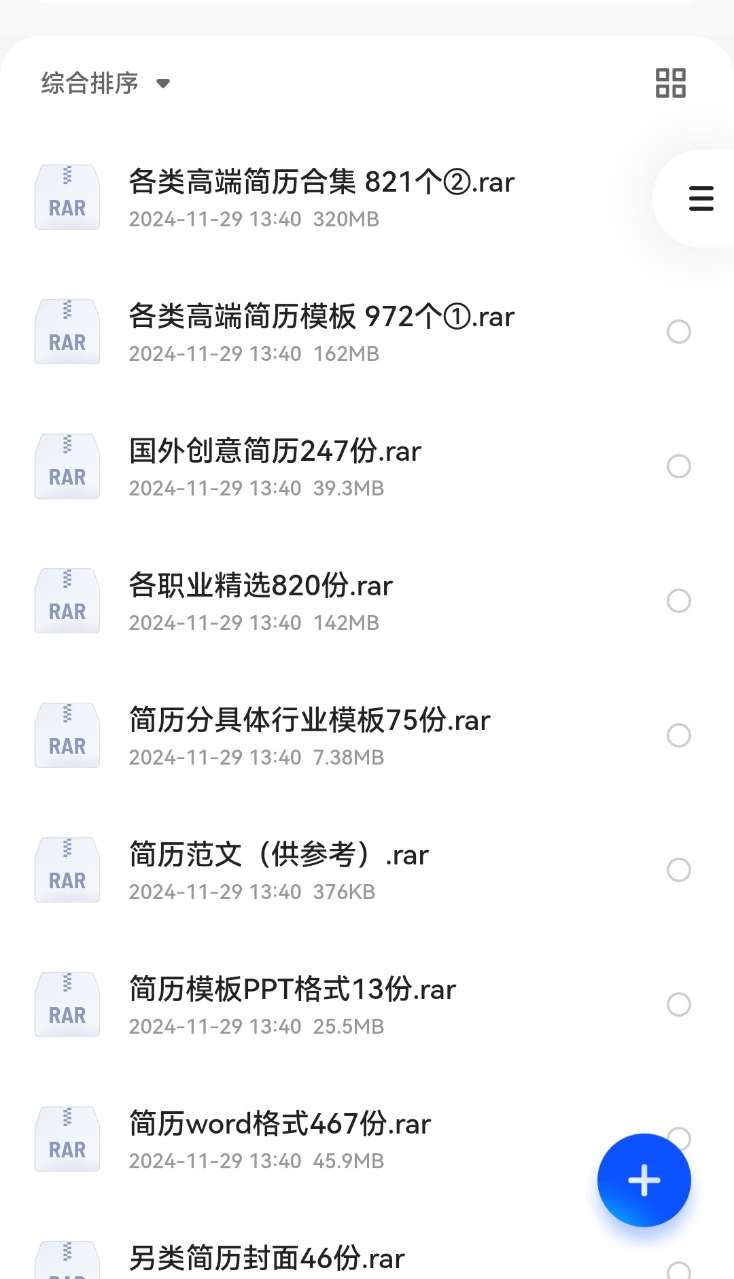 综合排序
各类高端简历合集 821个②.rar
RAR
2024-11-29 13:40 320MB
各类高端简历模板 972个①.rar
RAR
2024-11-29 13:40 162MB
国外创意简历247份.rar
RAR
2024-11-29 13:40 39.3MB
各职业精选820份.rar
RAR
2024-11-29 13:40 142MB
简历分具体行业模板75份.rar
RAR
2024-11-29 13:40 7.38MB
简历范文（供参考）.rar
RAR
2024-11-29 13:40 376KB
简历模板PPT格式13份.rar
RAR
2024-11-29 13:40 25.5MB
简历word格式467份.rar
RAR
2024-11-29 13:40 45.9MB
另类简历封面46份.rar